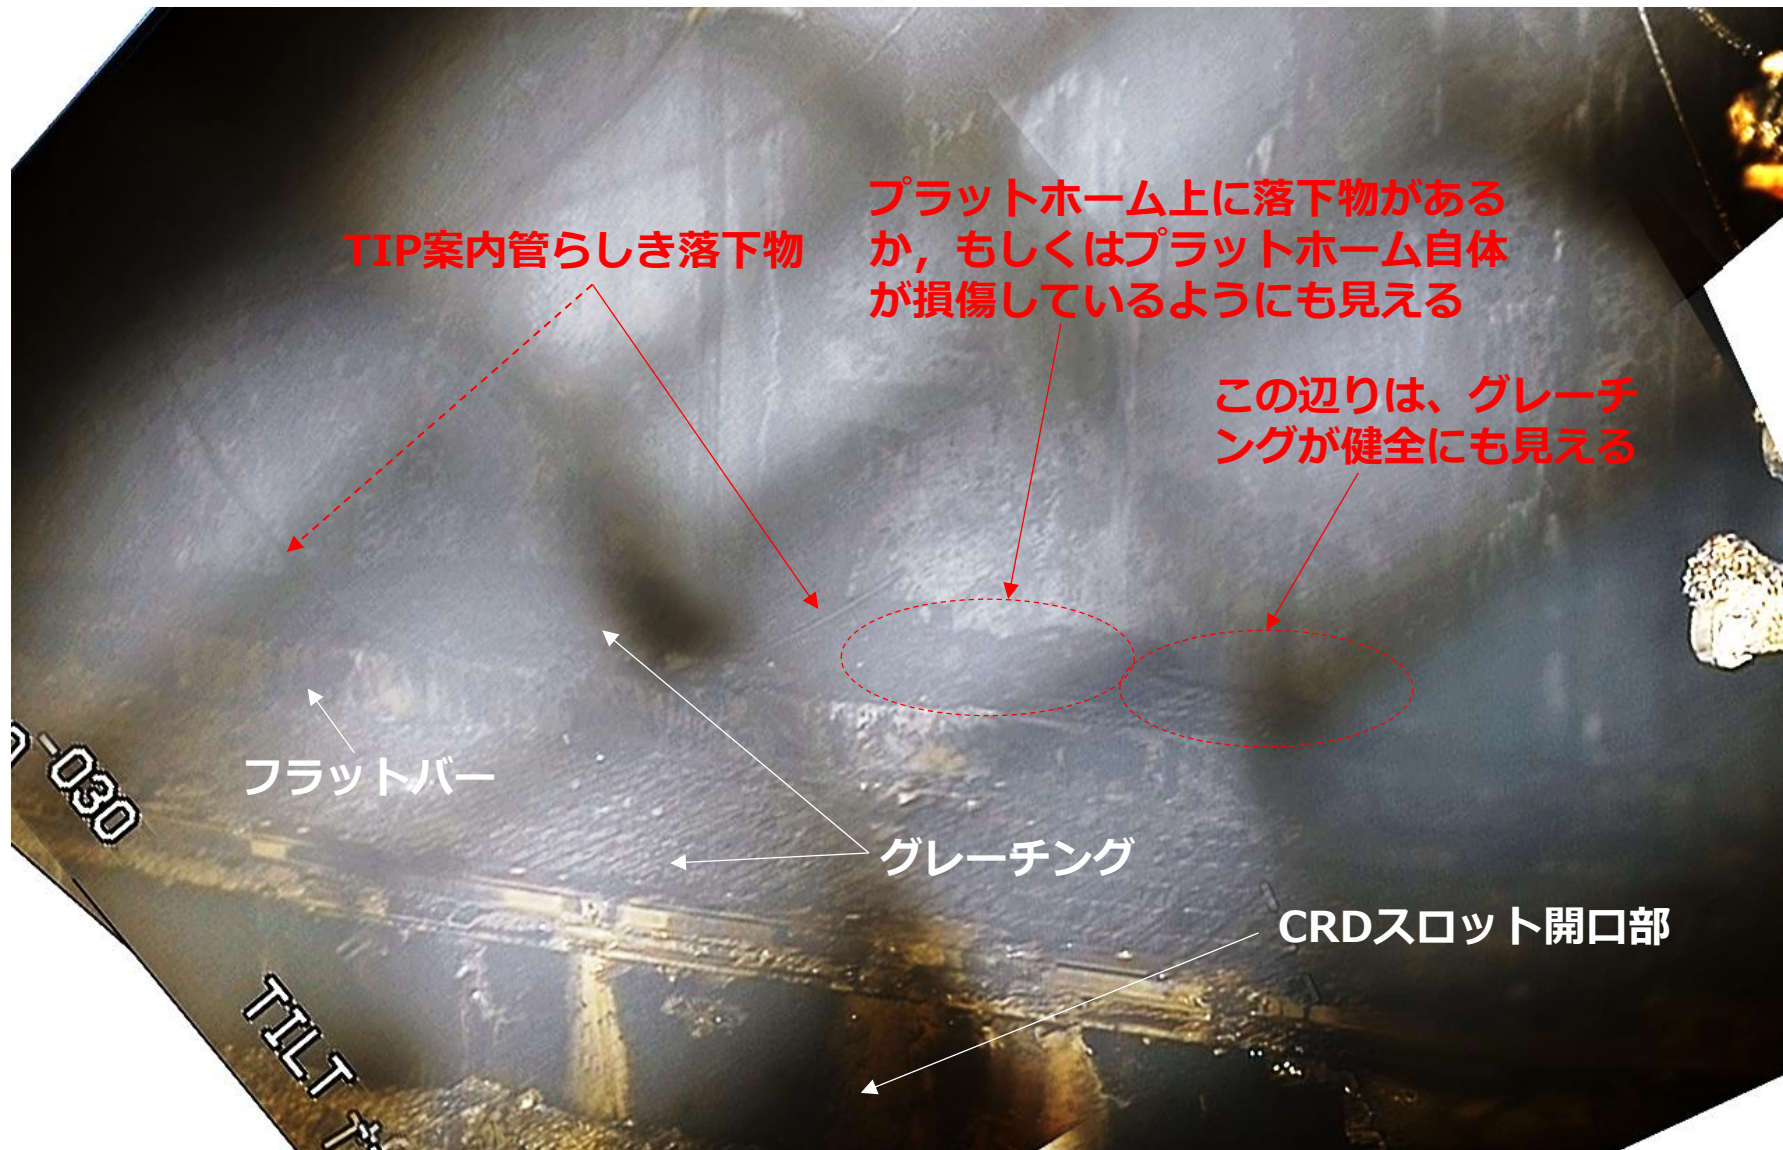 プラットホーム上に落下物がある
か，もしくはプラットホーム自体
が損傷しているようにも見える
TIP案内管らしき落下物
この辺りは、グレーチ
ングが健全にも見える
フラットバー
-030
グレーチング
CRDスロット開口部
TILT